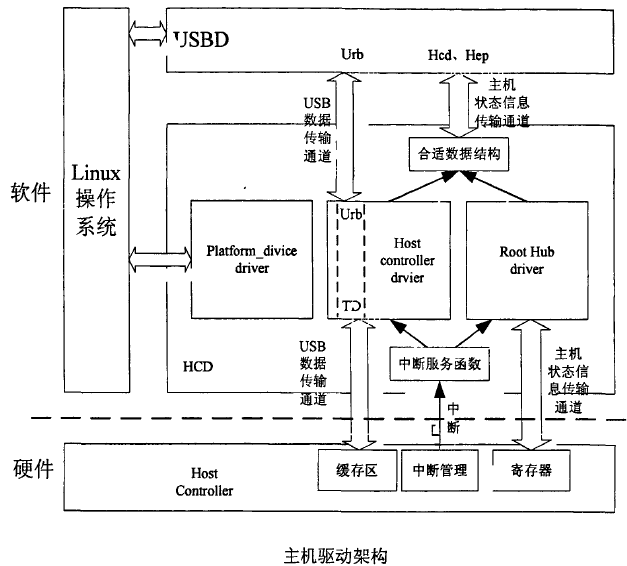 USBD
Urb
Hcd、Hep
USB
数据
传输
通道
主机
状态信息
传输通道
合适数据结构
软件
Linux
操作
系统
Platform_divice
driver
Urb
Host
controller
drvier
TD
Root Hub
driver
HCD
USB
数据
传输
通道
中断服务函数
主机
状态信
息传输
通道
中
断
硬件
Host
Controller
缓存区
中断管理
寄存器
主机驱动架构